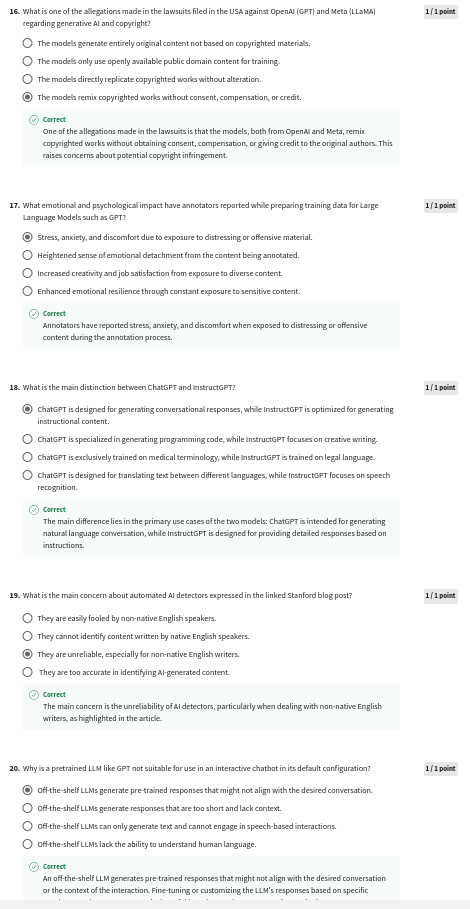 16. What is one of the allegations made in the lawsuits filed in the USA against OpenAI (GPT) and Meta (LLaMA) 1 / 1 point
regarding generative AI and copyright?
The models generate entirely original content not based on copyrighted materials.
The models only use openly available public domain content for training.
The models directly replicate copyrighted works without alteration.
The models remix copyrighted works without consent, compensation, or credit.
Correct
One of the allegations made in the lawsuits is that the models, both from OpenAI and Meta, remix
copyrighted works without obtaining consent, compensation, or giving credit to the original authors. This
raises concerns about potential copyright infringement.
17. What emotional and psychological impact have annotators reported while preparing training data for Large 1 / 1 point
Language Models such as GPT?
Stress, anxiety, and discomfort due to exposure to distressing or offensive material.
Heightened sense of emotional detachment from the content being annotated.
Increased creativity and job satisfaction from exposure to diverse content.
Enhanced emotional resilience through constant exposure to sensitive content.
Correct
Annotators have reported stress, anxiety, and discomfort when exposed to distressing or offensive
content during the annotation process.
18. What is the main distinction between ChatGPT and InstructGPT? 1 / 1 point
ChatGPT is designed for generating conversational responses, while InstructGPT is optimized for generating
instructional content.
ChatGPT is specialized in generating programming code, while InstructGPT focuses on creative writing.
ChatGPT is exclusively trained on medical terminology, while InstructGPT is trained on legal language.
ChatGPT is designed for translating text between different languages, while InstructGPT focuses on speech
recognition.
Correct
The main difference lies in the primary use cases of the two models: ChatGPT is intended for generating
natural language conversation, while InstructGPT is designed for providing detailed responses based on
instructions.
19. What is the main concern about automated AI detectors expressed in the linked Stanford blog post? 1 / 1 point
They are easily fooled by non-native English speakers.
They cannot identify content written by native English speakers.
They are unreliable, especially for non-native English writers.
They are too accurate in identifying AI-generated content.
Correct
The main concern is the unreliability of AI detectors, particularly when dealing with non-native English
writers, as highlighted in the article.
20. Why is a pretrained LLM like GPT not suitable for use in an interactive chatbot in its default configuration? 1 / 1 point
Off-the-shelf LLMs generate pre-trained responses that might not align with the desired conversation.
Off-the-shelf LLMs generate responses that are too short and lack context.
Off-the-shelf LLMs can only generate text and cannot engage in speech-based interactions.
Off-the-shelf LLMs lack the ability to understand human language.
Correct
An off-the-shelf LLM generates pre-trained responses that might not align with the desired conversation
or the context of the interaction. Fine-tuning or customizing the LLM's responses based on specific